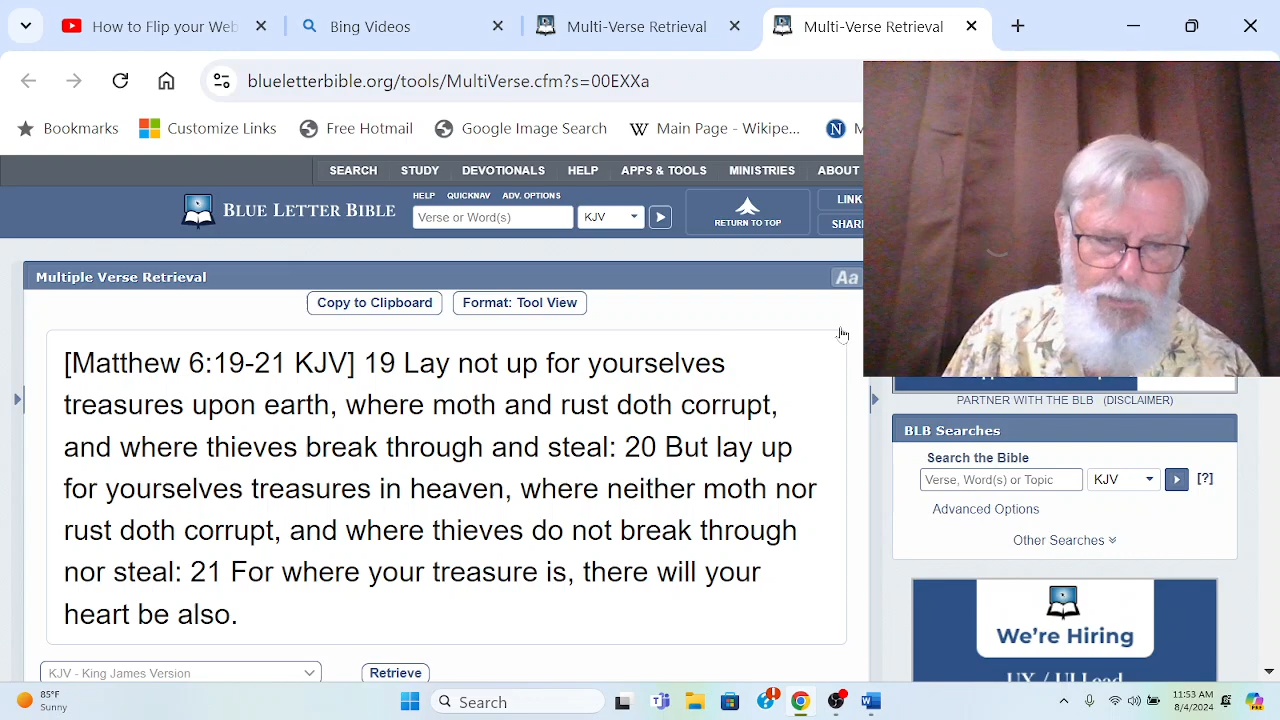 How to Flip your Web
Bing Videos
Multi-Verse Retrieval
Multi-Verse Retrieval
blueletterbible.org/tools/MultiVerse.cfm?s=00EXXa
Bookmarks
Customize Links
Free Hotmail
Google Image Search
Main Page - Wikipe...
SEARCH STUDY DEVOTIONALS HELP APPS & TOOLS MINISTRIES ABOUT
BLUE LETTER BIBLE
HELP QUICKNAV ADV. OPTIONS
Verse or Word(s)
KJV
RETURN TO TOP
LINK
SHAR
Multiple Verse Retrieval
Aa
Copy to Clipboard
Format: Tool View
[Matthew 6:19-21 KJV] 19 Lay not up for yourselves
treasures upon earth, where moth and rust doth corrupt,
and where thieves break through and steal: 20 But lay up
for yourselves treasures in heaven, where neither moth nor
rust doth corrupt, and where thieves do not break through
nor steal: 21 For where your treasure is, there will your
heart be also.
KJV - King James Version
Retrieve
PARTNER WITH THE BLB (DISCLAIMER)
BLB Searches
Search the Bible
Verse, Word(s) or Topic
KJV
[?]
Advanced Options
Other Searches
We're Hiring
UX / UI Lead
85°F
Sunny
Search
11:53 AM
8/4/2024